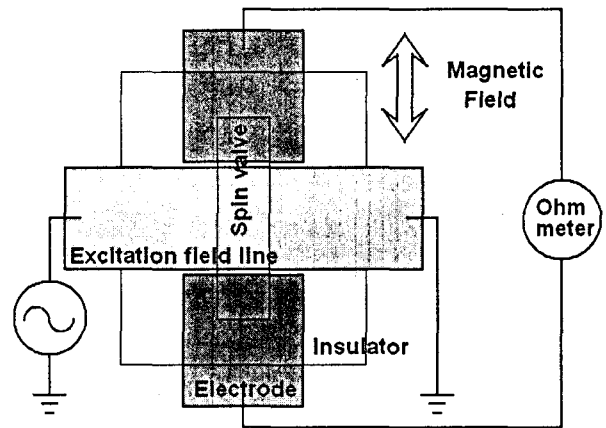 Magnetic
Field
Spin valve
Ohm
meter
Excitation field line
Insulator
Electrode